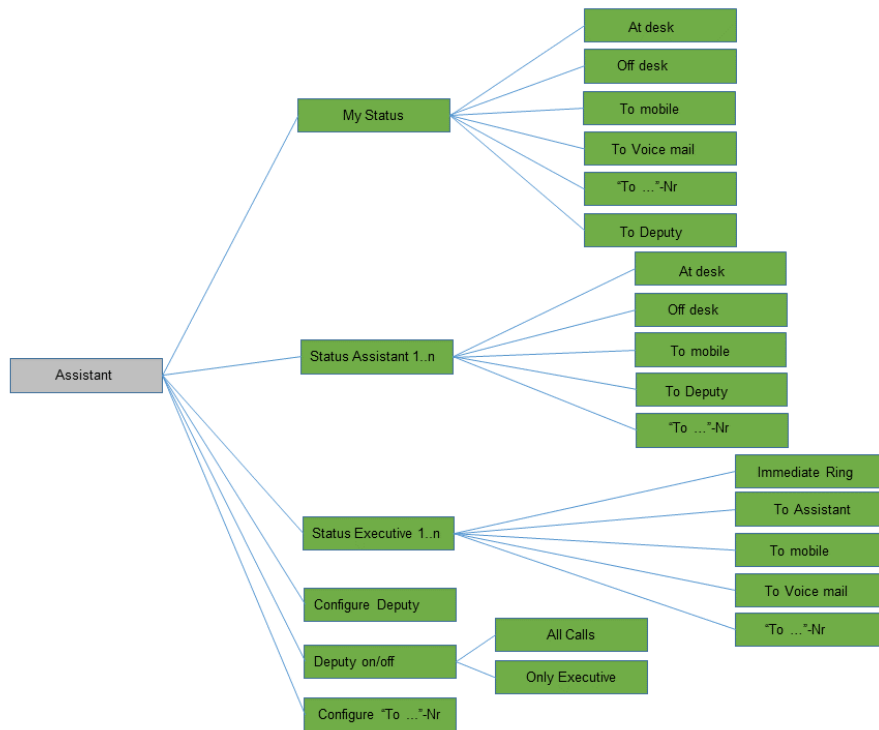 At desk
Off desk
To mobile
To Voice mail
“To ...”-Nr
To Deputy
My Status
At desk
Off desk
To mobile
To Deputy
“To ...”-Nr
Status Assistant 1..n
Assistant
Immediate Ring
To Assistant
To mobile
To Voice mail
“To ...”-Nr
Status Executive 1..n
Configure Deputy
Deputy on/off
All Calls
Only Executive
Configure “To ...”-Nr